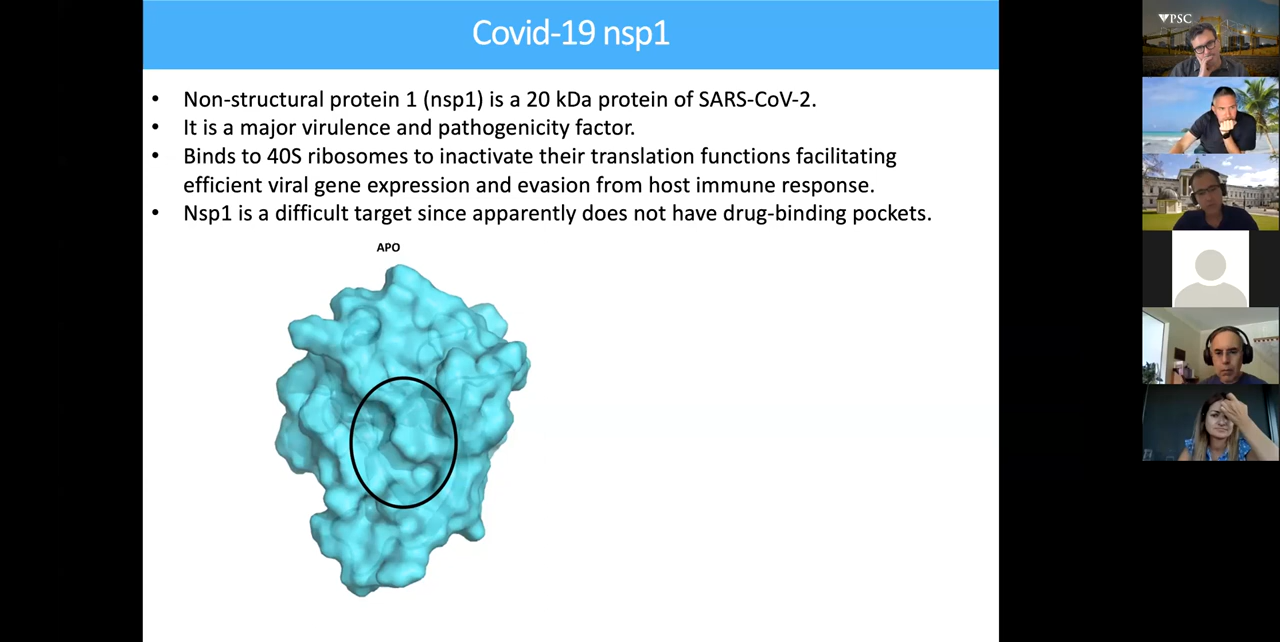 Covid-19 nsp1
• Non-structural protein 1 (nsp1) is a 20 kDa protein of SARS-CoV-2.
• It is a major virulence and pathogenicity factor.
• Binds to 40S ribosomes to inactivate their translation functions facilitating
efficient viral gene expression and evasion from host immune response.
• Nsp1 is a difficult target since apparently does not have drug-binding pockets.
APO
PSC